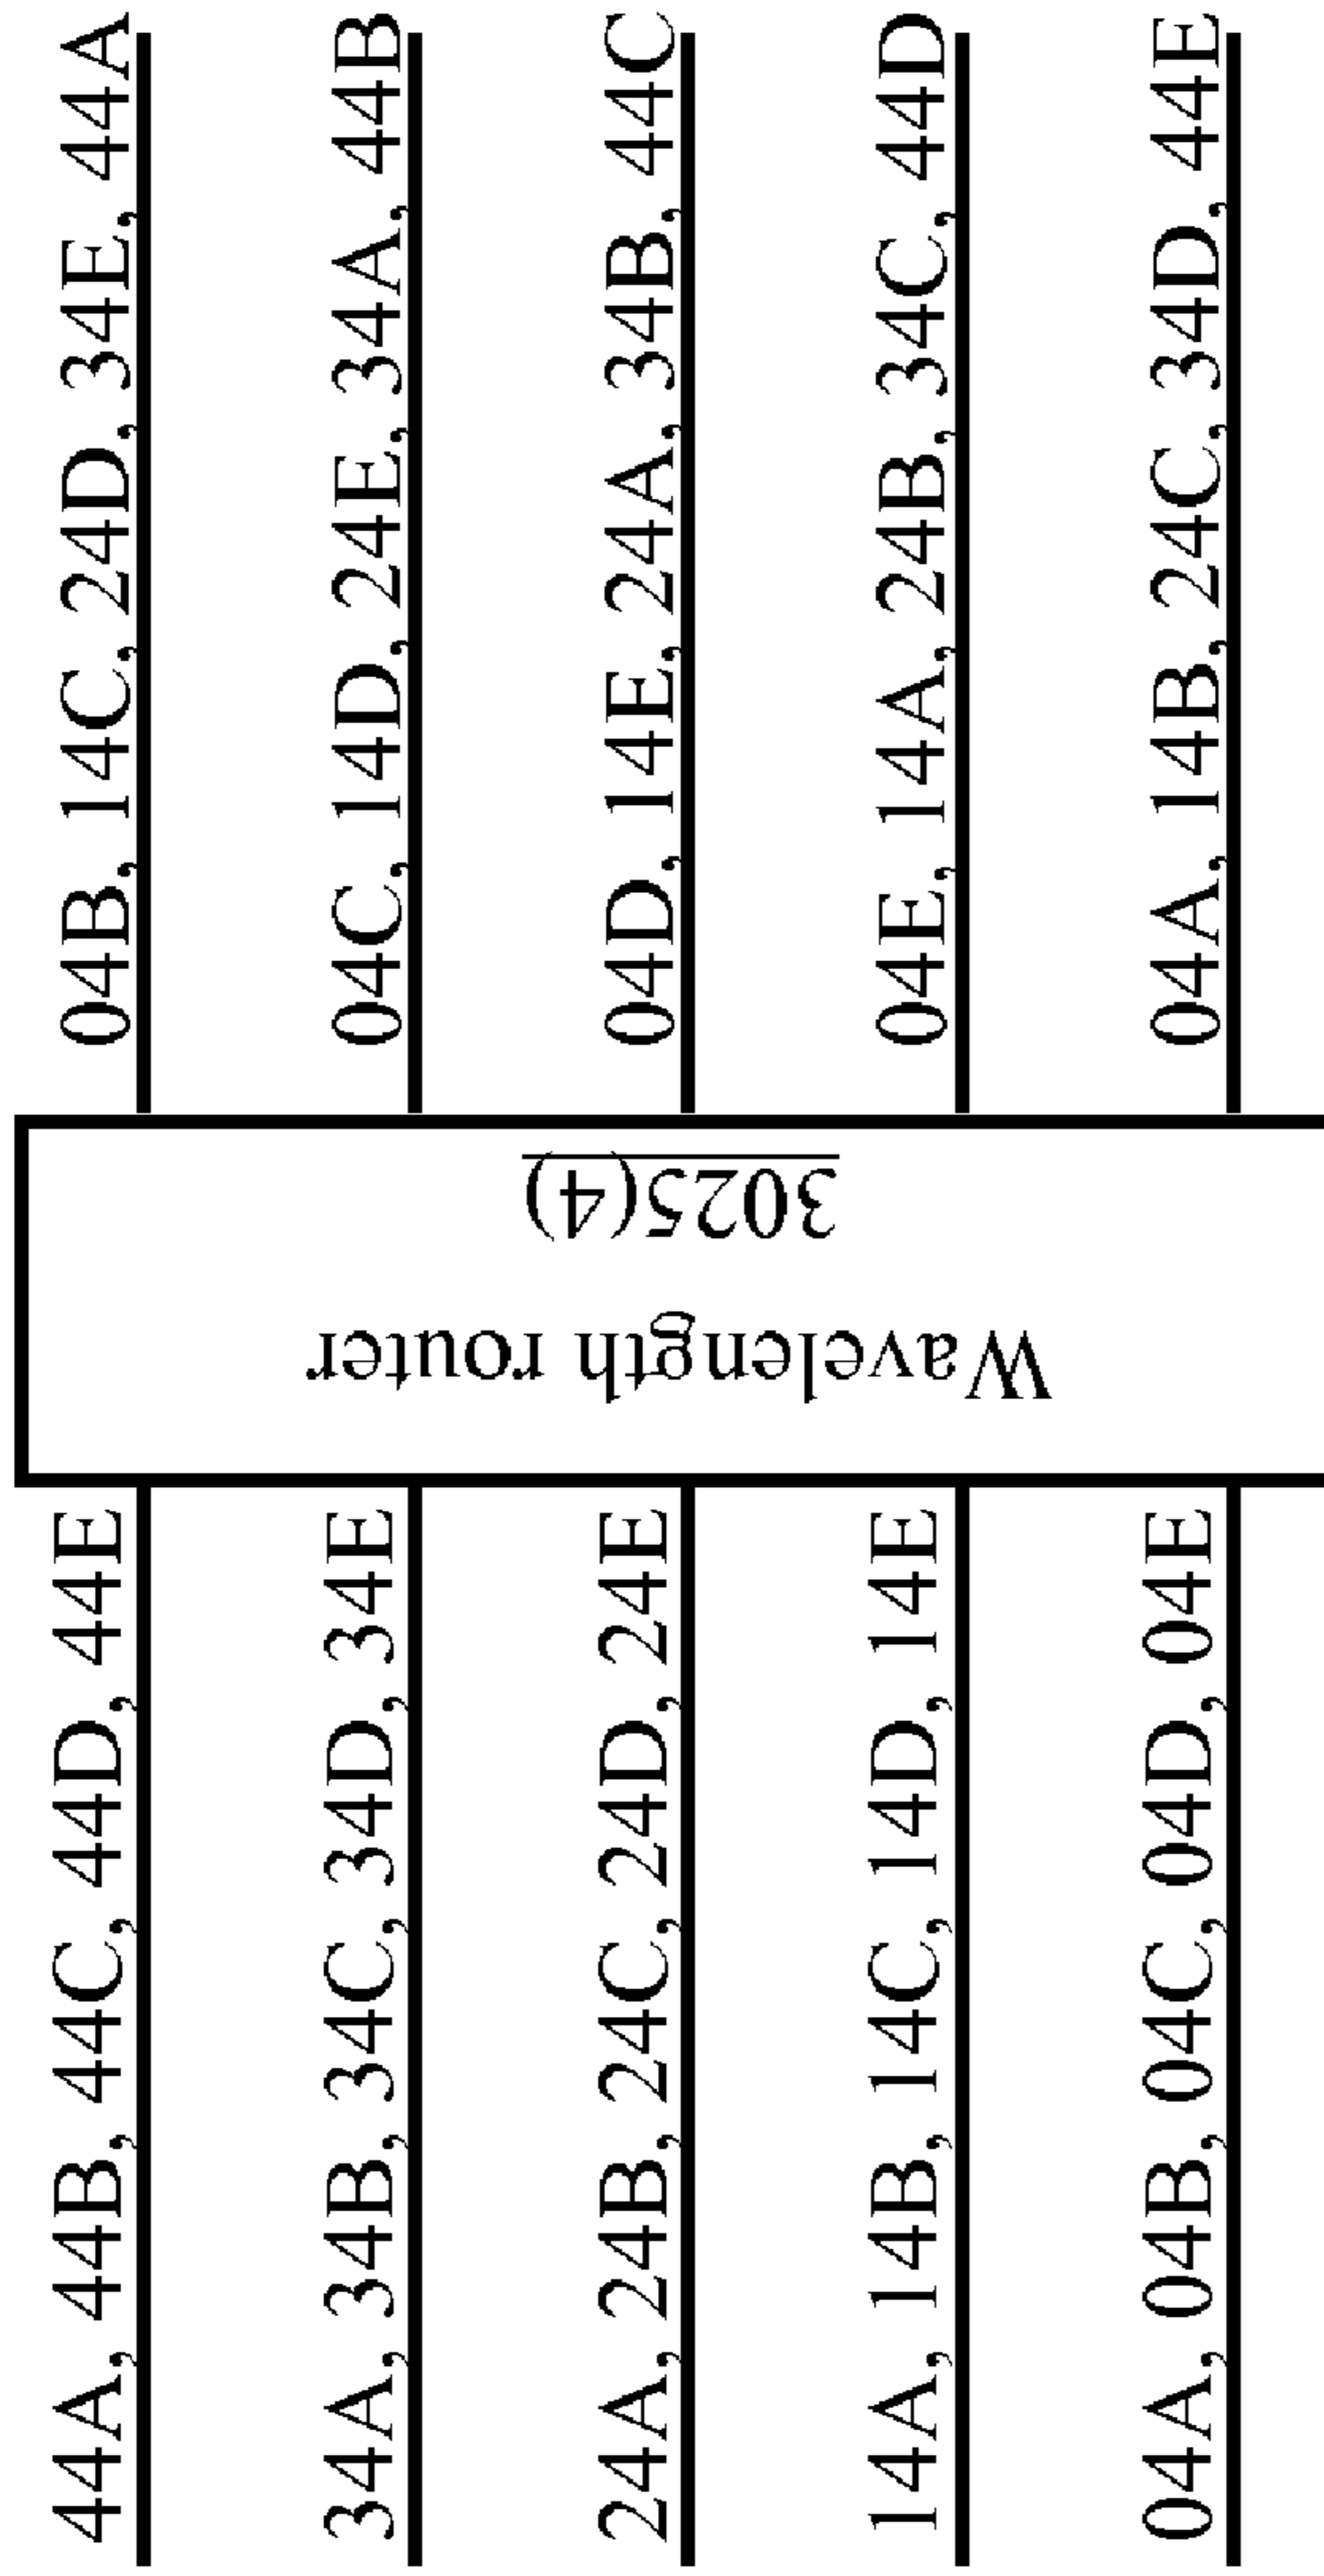 04B, 14C, 24D, 34E, 44A
04C, 14D, 24E, 34A, 44B
04D, 14E, 24A, 34B, 44C
04E, 14A, 24B, 34C, 44D
04A, 14B, 24C, 34D, 44E
Wavelength router
3025(4)
44A, 44B, 44C, 44D, 44E
34A, 34B, 34C, 34D, 34E
24A, 24B, 24C, 24D, 24E
14A, 14B, 14C, 14D, 14E
04A, 04B, 04C, 04D, 04E